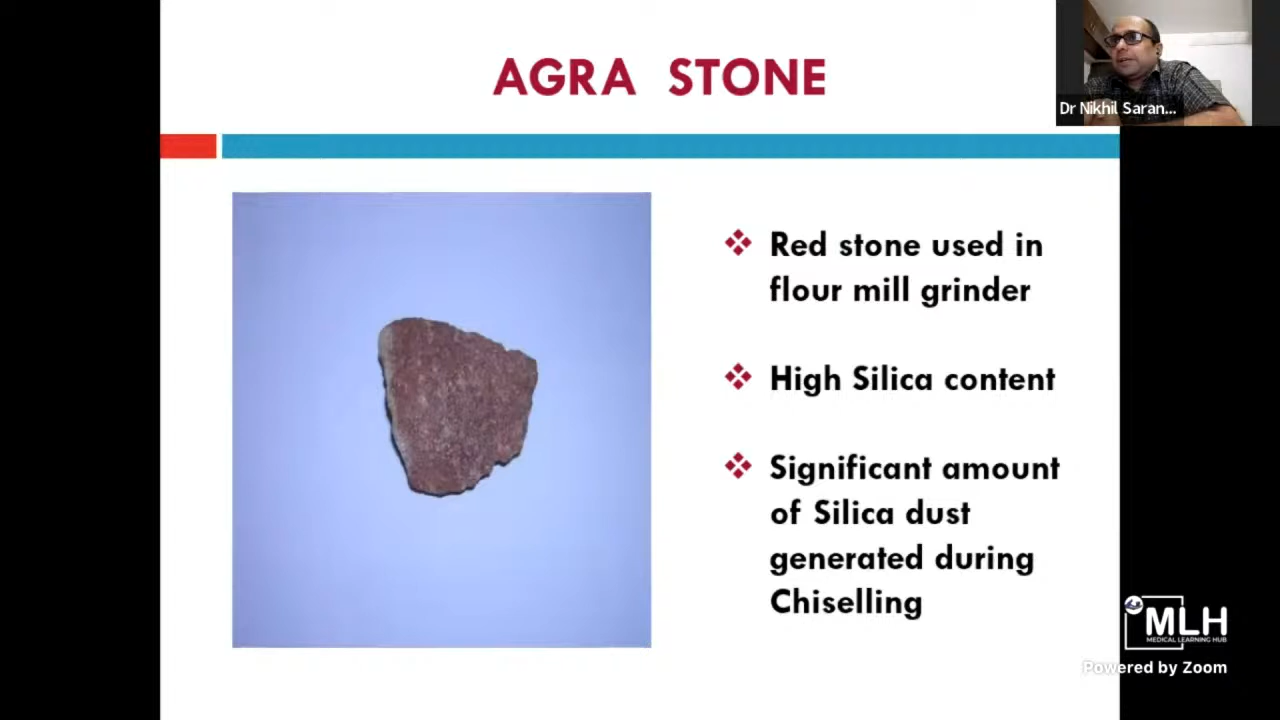 AGRA STONE
Dr Nikhil Saran...
Red stone used in
flour mill grinder
High Silica content
Significant amount
of Silica dust
generated during
Chiselling
MLH
MEDICAL LEARNING HUB
Powered by Zoom